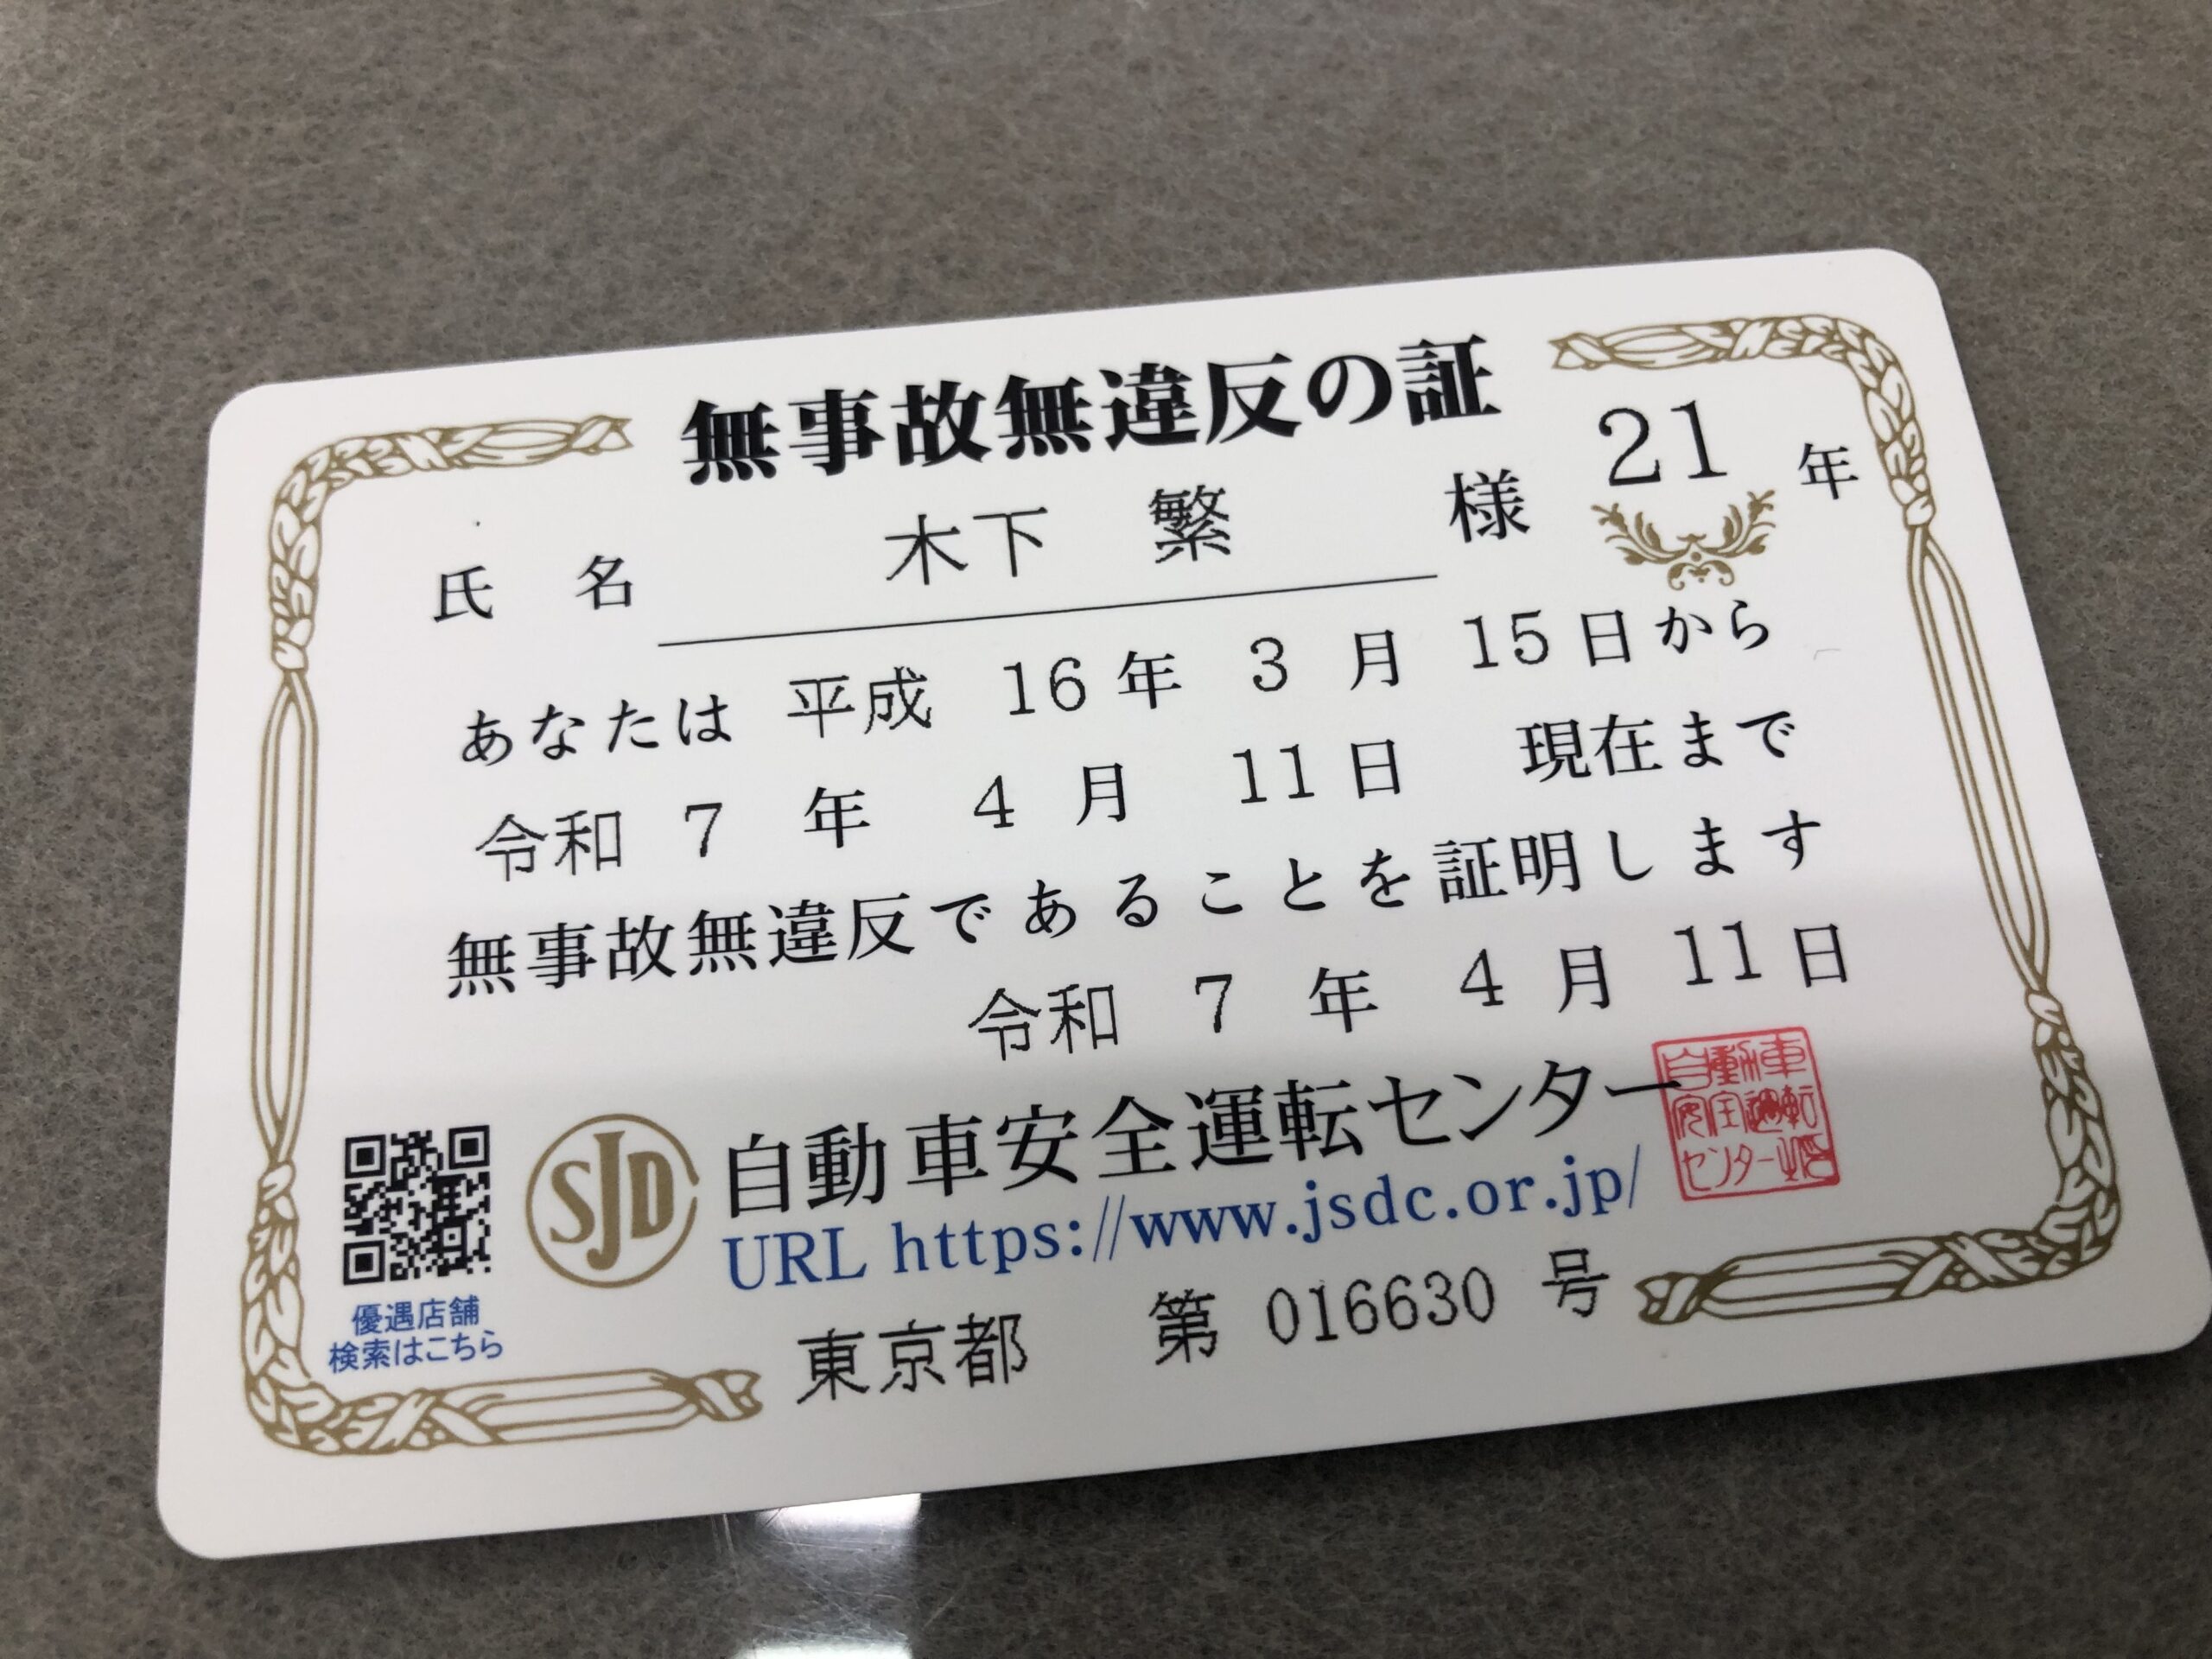 無事故無違反の証
21 年
氏 名 木下 繁 様
あなたは 平成 16 年 3 月 15 日から
令和 7 年 4 月 11 日 現在まで
無事故無違反であることを証明します
令和 7 年 4 月 11 日
SJD
自動車安全運転センター
URL https://www.jsdc.or.jp/
優遇店舗
検索はこちら
東京都 第 016630 号